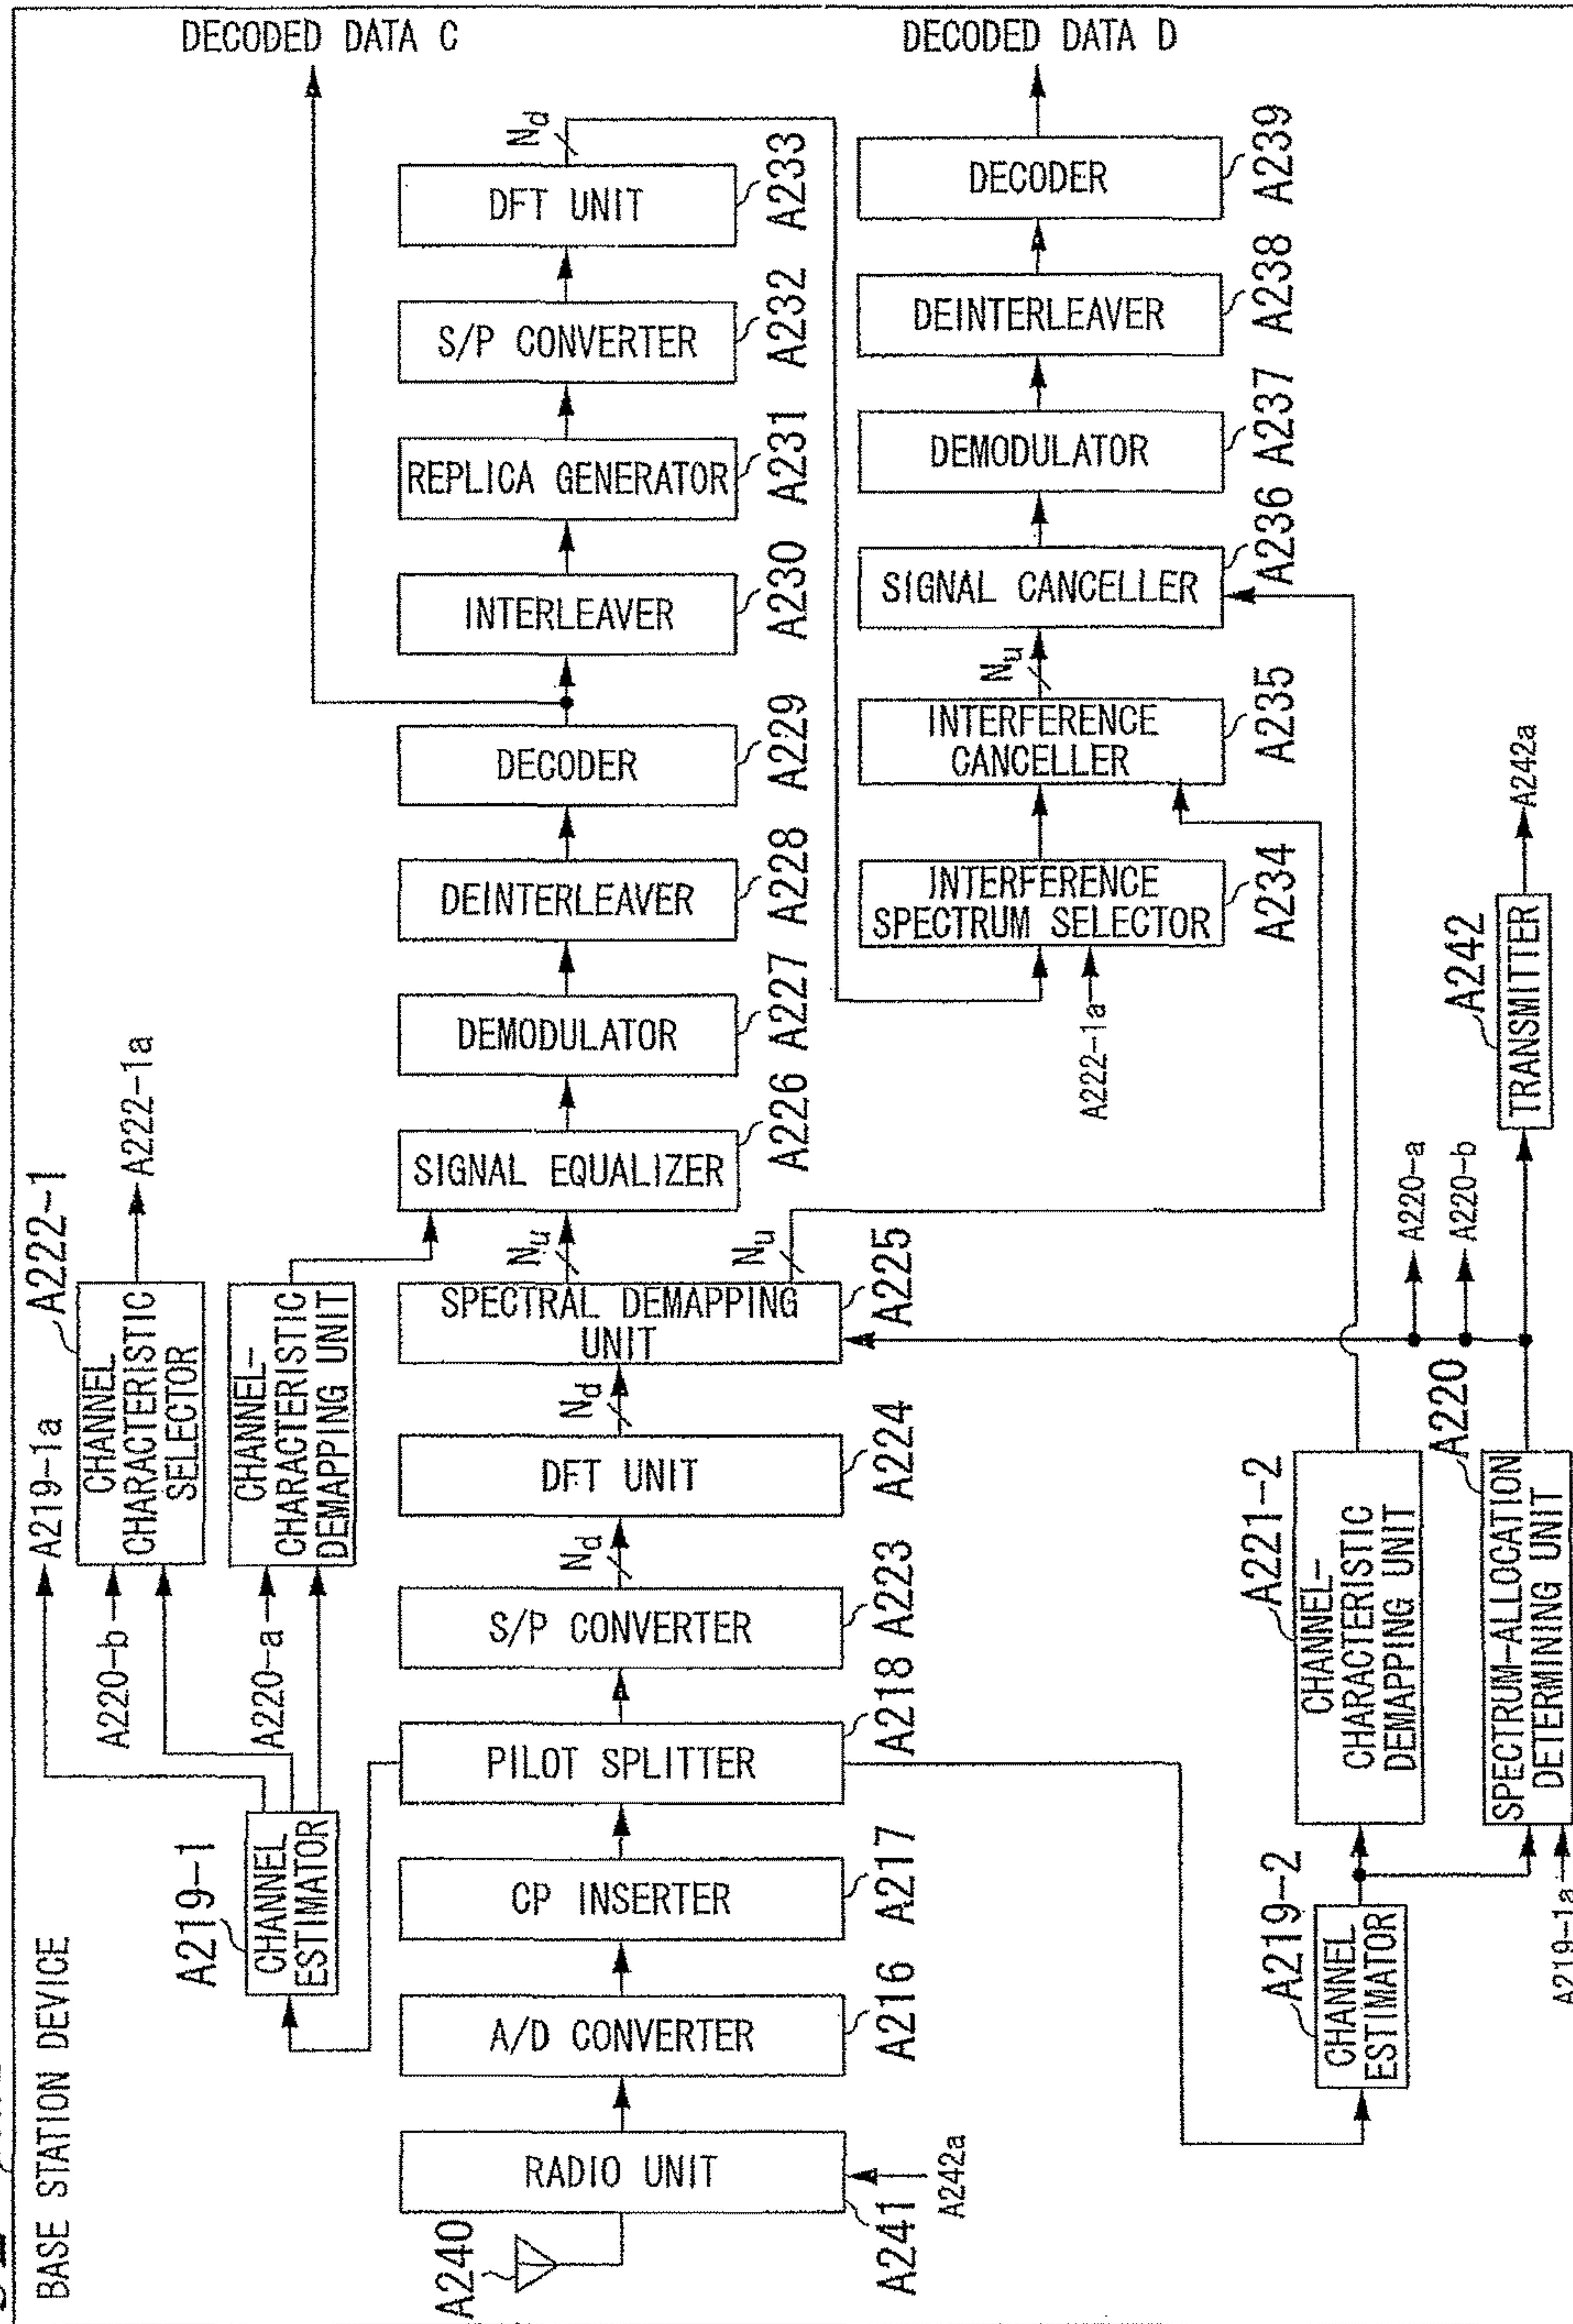 BASE STATION DEVICE
A240
A241
RADIO UNIT
A242a
A/D CONVERTER
A216
CP INSERTER
A217
PILOT SPLITTER
A218
S/P CONVERTER
A223
Nd
DFT UNIT
A224
Nd
SPECTRAL DEMAPPING
UNIT
A225
Nu
Nu
A219-1
CHANNEL
ESTIMATOR
A219-1a
A220-b
A220-a
CHANNEL
CHARACTERISTIC
SELECTOR
A222-1
A222-1a
CHANNEL-
CHARACTERISTIC
DEMAPPING UNIT
SIGNAL EQUALIZER
A226
DEMODULATOR
A227
DEINTERLEAVER
A228
DECODER
A229
DECODED DATA C
INTERLEAVER
A230
REPLICA GENERATOR
A231
S/P CONVERTER
A232
DFT UNIT
A233
Nd
INTERFERENCE
SPECTRUM SELECTOR
A234
A222-1a
INTERFERENCE
CANCELLER
A235
Nu
SIGNAL CANCELLER
A236
DEMODULATOR
A237
DEINTERLEAVER
A238
DECODER
A239
DECODED DATA D
A219-2
CHANNEL
ESTIMATOR
A221-2
CHANNEL-
CHARACTERISTIC
DEMAPPING UNIT
A219-1a
A220
SPECTRUM-ALLOCATION
DETERMINING UNIT
A220-a
A220-b
A242
TRANSMITTER
A242a